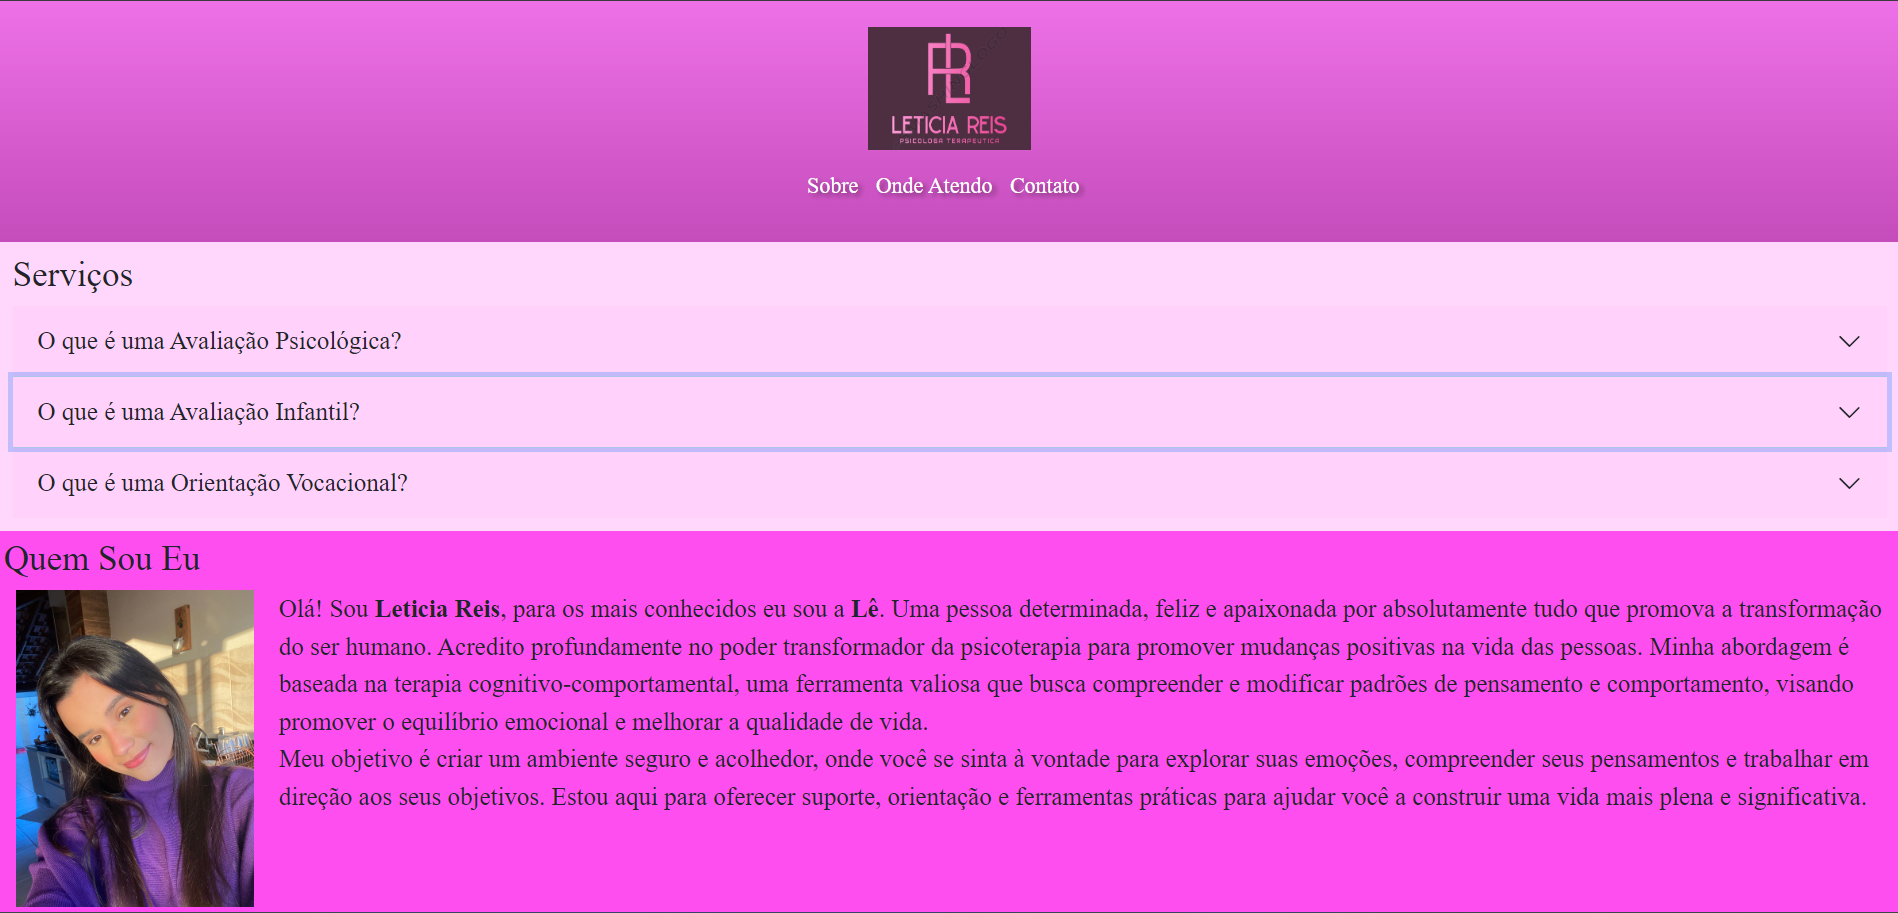 LETICIA REIS
PSICOLOGA TERAPEUTICA
Sobre Onde Atendo Contato
Serviços
O que é uma Avaliação Psicológica?
O que é uma Avaliação Infantil?
O que é uma Orientação Vocacional?
Quem Sou Eu
Olá! Sou Leticia Reis, para os mais conhecidos eu sou a Lê. Uma pessoa determinada, feliz e apaixonada por absolutamente tudo que promova a transformação
do ser humano. Acredito profundamente no poder transformador da psicoterapia para promover mudanças positivas na vida das pessoas. Minha abordagem é
baseada na terapia cognitivo-comportamental, uma ferramenta valiosa que busca compreender e modificar padrões de pensamento e comportamento, visando
promover o equilíbrio emocional e melhorar a qualidade de vida.
Meu objetivo é criar um ambiente seguro e acolhedor, onde você se sinta à vontade para explorar suas emoções, compreender seus pensamentos e trabalhar em
direção aos seus objetivos. Estou aqui para oferecer suporte, orientação e ferramentas práticas para ajudar você a construir uma vida mais plena e significativa.